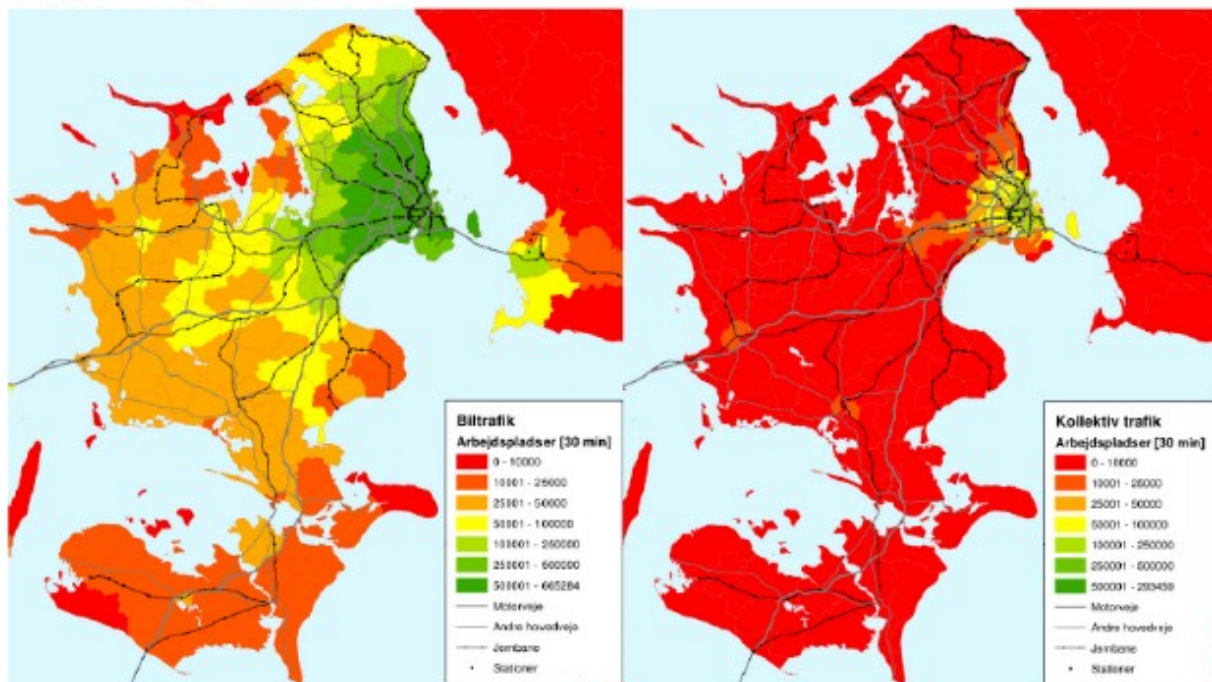 Biltrafik
Arbejdspladser [30 min]
0 - 10000
10001 - 25000
25001 - 50000
50001 - 100000
100001 - 250000
250001 - 500000
500001 - 665284
Motorveje
Andre hovedveje
Jernbane
Stationer
Kollektiv trafik
Arbejdspladser [30 min]
0 - 10000
10001 - 25000
25001 - 50000
50001 - 100000
100001 - 250000
250001 - 500000
500001 - 293459
Motorveje
Andre hovedveje
Jernbane
Stationer